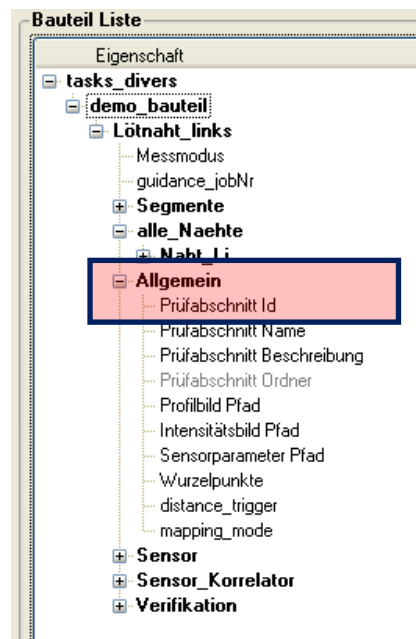 Bauteil Liste
Eigenschaft
tasks_divers
demo_bauteil
Lötnaht_links
Messmodus
guidance_jobNr
Segmente
alle_Naehte
Naht_Li
Allgemein
Prüfabschnitt Id
Prüfabschnitt Name
Prüfabschnitt Beschreibung
Prüfabschnitt Ordner
Profilbild Pfad
Intensitätsbild Pfad
Sensorparameter Pfad
Wurzelpunkte
distance_trigger
mapping_mode
Sensor
Sensor_Korrelator
Verifikation